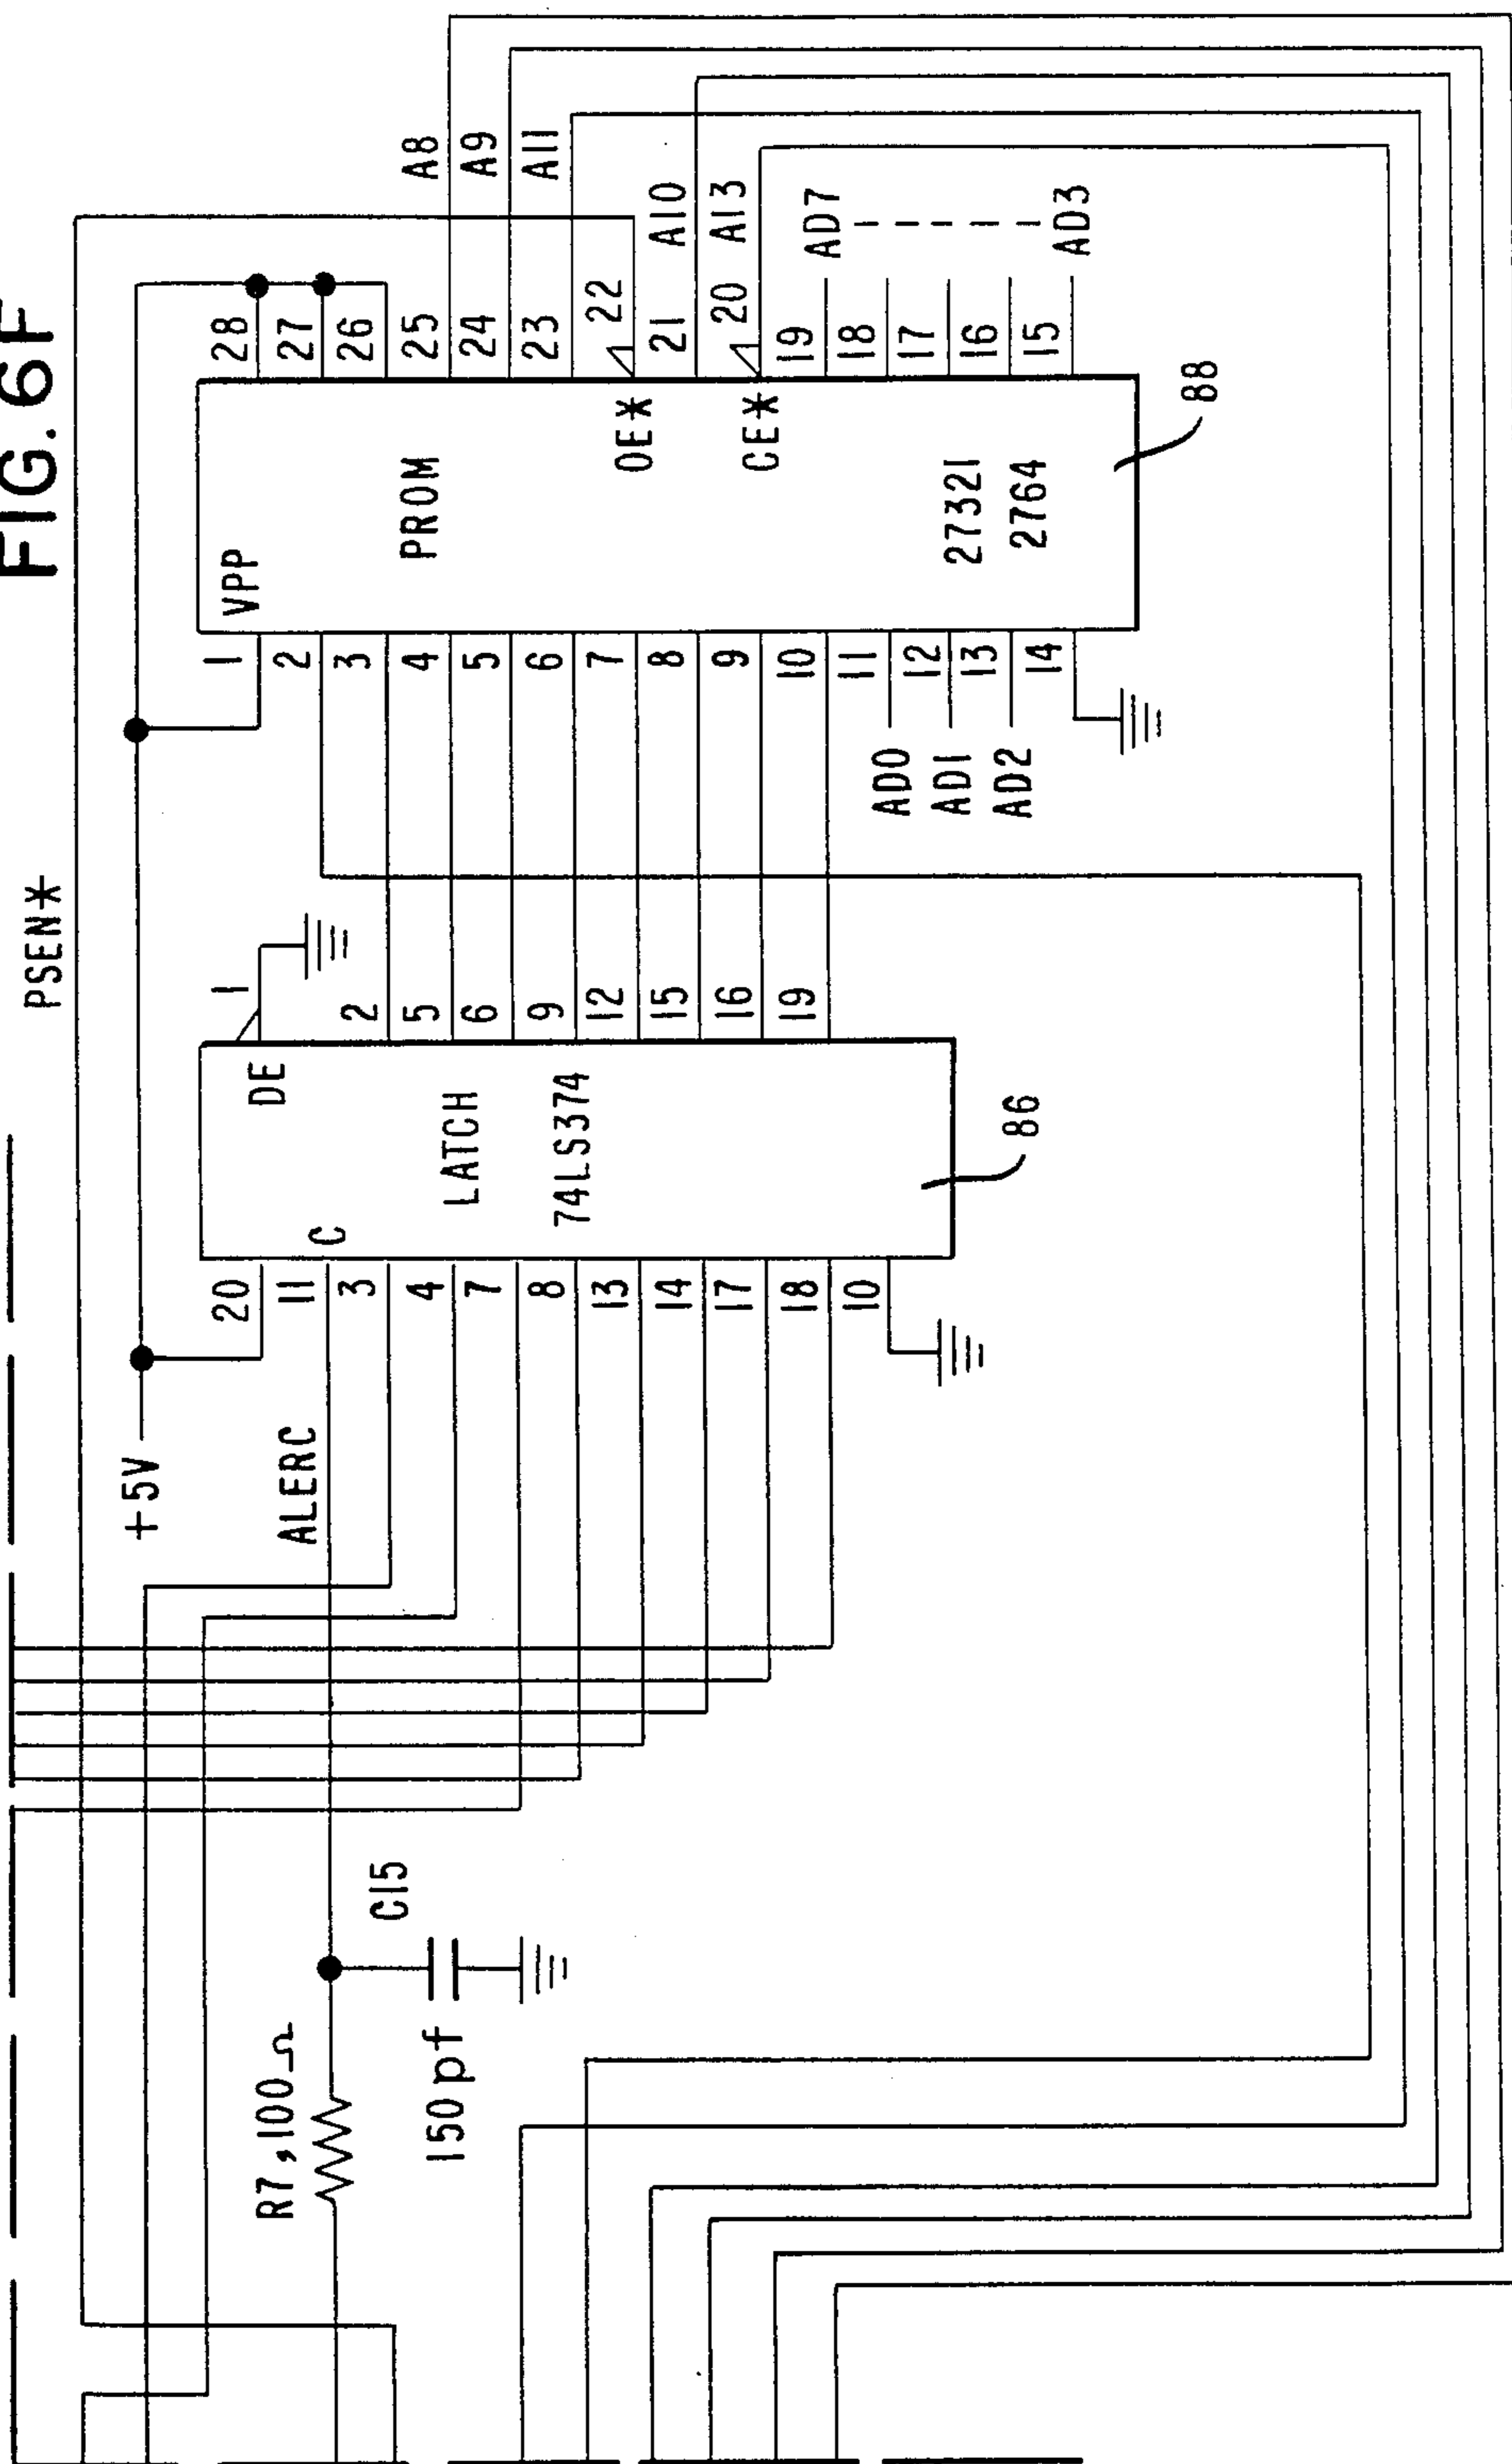 FIG. 6F
PSEN*
+5V
ALERC
R7, 100Ω
C15
150 pf
20
11
3
4
7
8
13
14
17
18
10
C
DE
LATCH
74LS374
1
2
5
6
9
12
15
16
19
86
1
2
3
4
5
6
7
8
9
10
11
12
13
14
AD0
AD1
AD2
VPP
PROM
OE*
CE*
27321
2764
28
27
26
25
24
23
22
21
20
19
18
17
16
15
A8
A9
A11
A10
A13
AD7
AD3
88